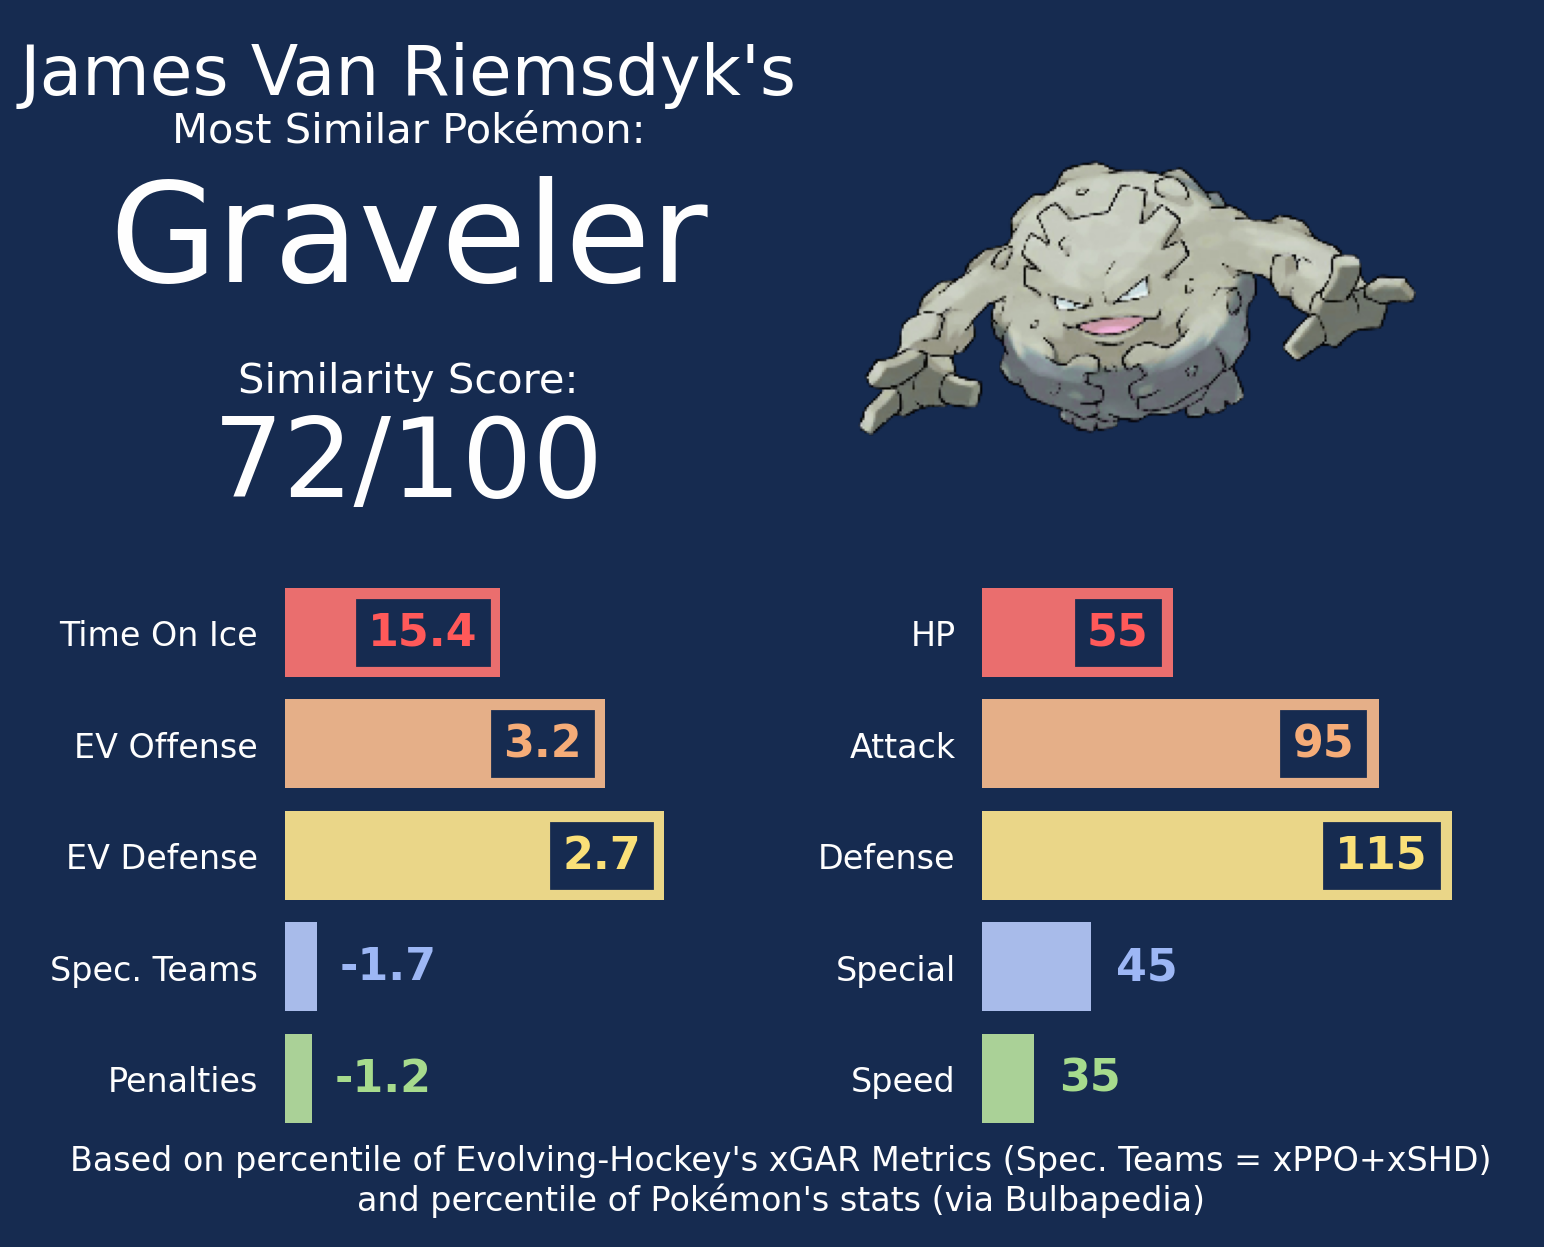 James Van Riemsdyk's
Most Similar Pokémon:
Graveler
Similarity Score:
72/100
Time On Ice 15.4
EV Offense 3.2
EV Defense 2.7
Spec. Teams -1.7
Penalties -1.2
HP 55
Attack 95
Defense 115
Special 45
Speed 35
Based on percentile of Evolving-Hockey's xGAR Metrics (Spec. Teams = xPPO+xSHD)
and percentile of Pokémon's stats (via Bulbapedia)